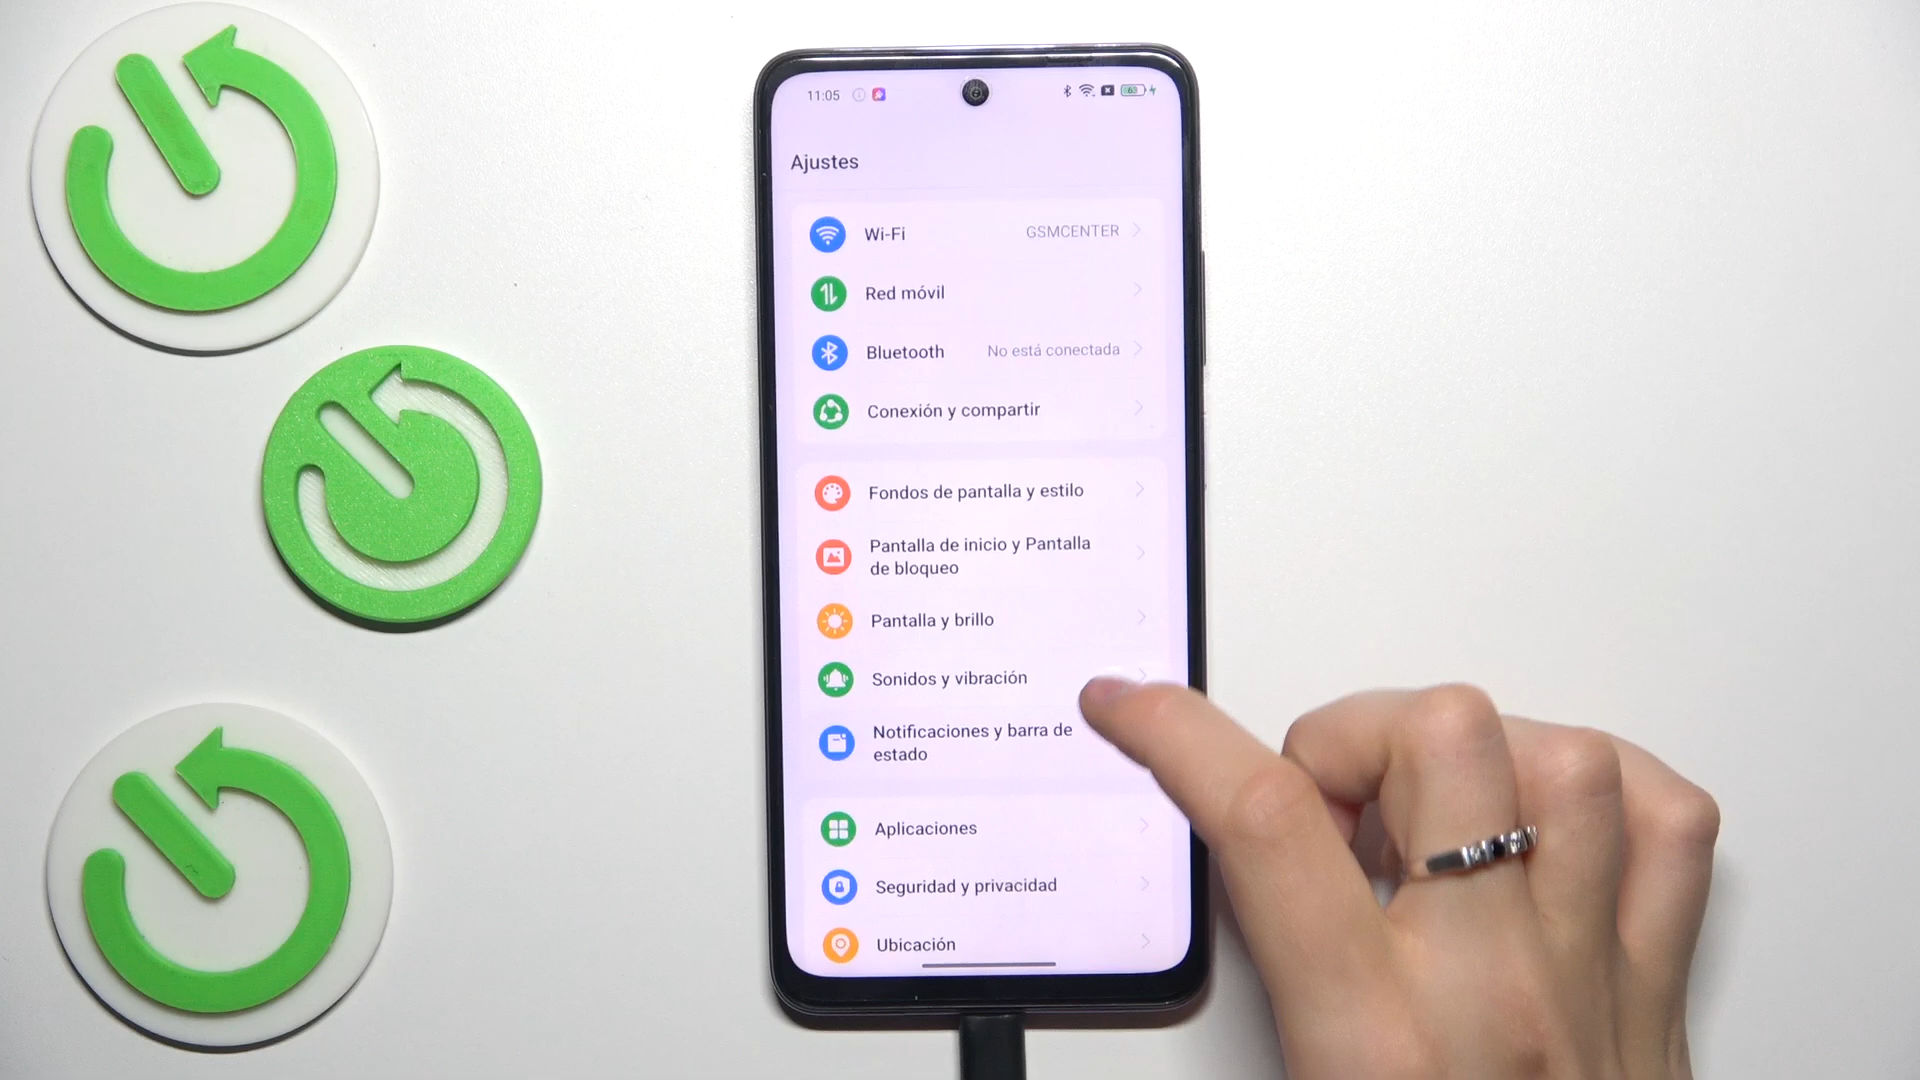 11:05
63
Ajustes
Wi-Fi GSMCENTER
Red móvil
Bluetooth No está conectada
Conexión y compartir
Fondos de pantalla y estilo
Pantalla de inicio y Pantalla
de bloqueo
Pantalla y brillo
Sonidos y vibración
Notificaciones y barra de
estado
Aplicaciones
Seguridad y privacidad
Ubicación